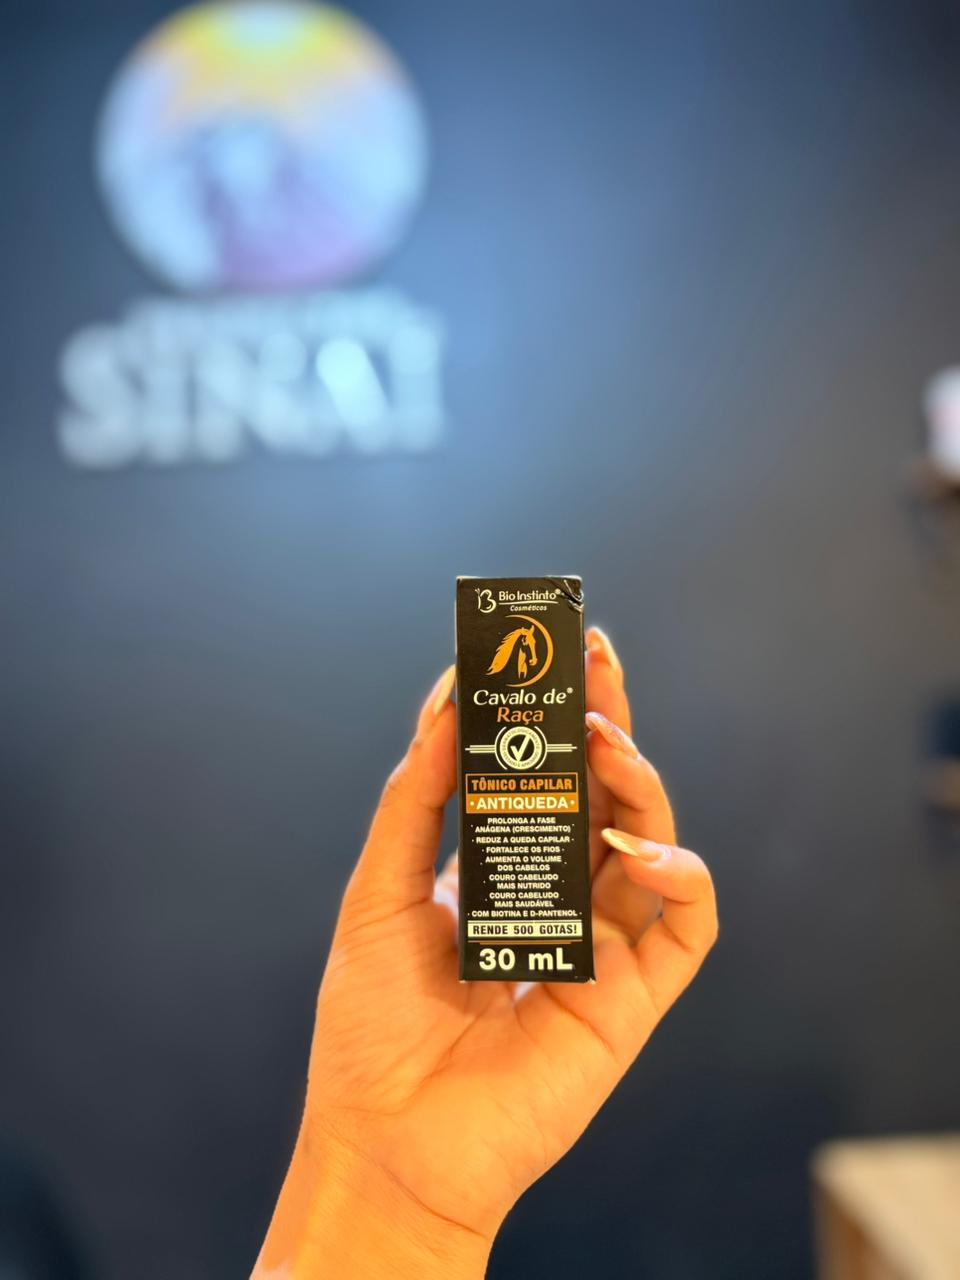 SINAI
Bio Instinto®
Cosméticos
Cavalo de®
Raça
TÔNICO CAPILAR
• ANTIQUEDA •
PROLONGA A FASE
· ANÁGENA (CRESCIMENTO) ·
· REDUZ A QUEDA CAPILAR ·
· FORTALECE OS FIOS ·
AUMENTA O VOLUME
· DOS CABELOS ·
COURO CABELUDO
· MAIS NUTRIDO ·
COURO CABELUDO
· MAIS SAUDÁVEL ·
· COM BIOTINA E D-PANTENOL ·
RENDE 500 GOTAS!
30 mL